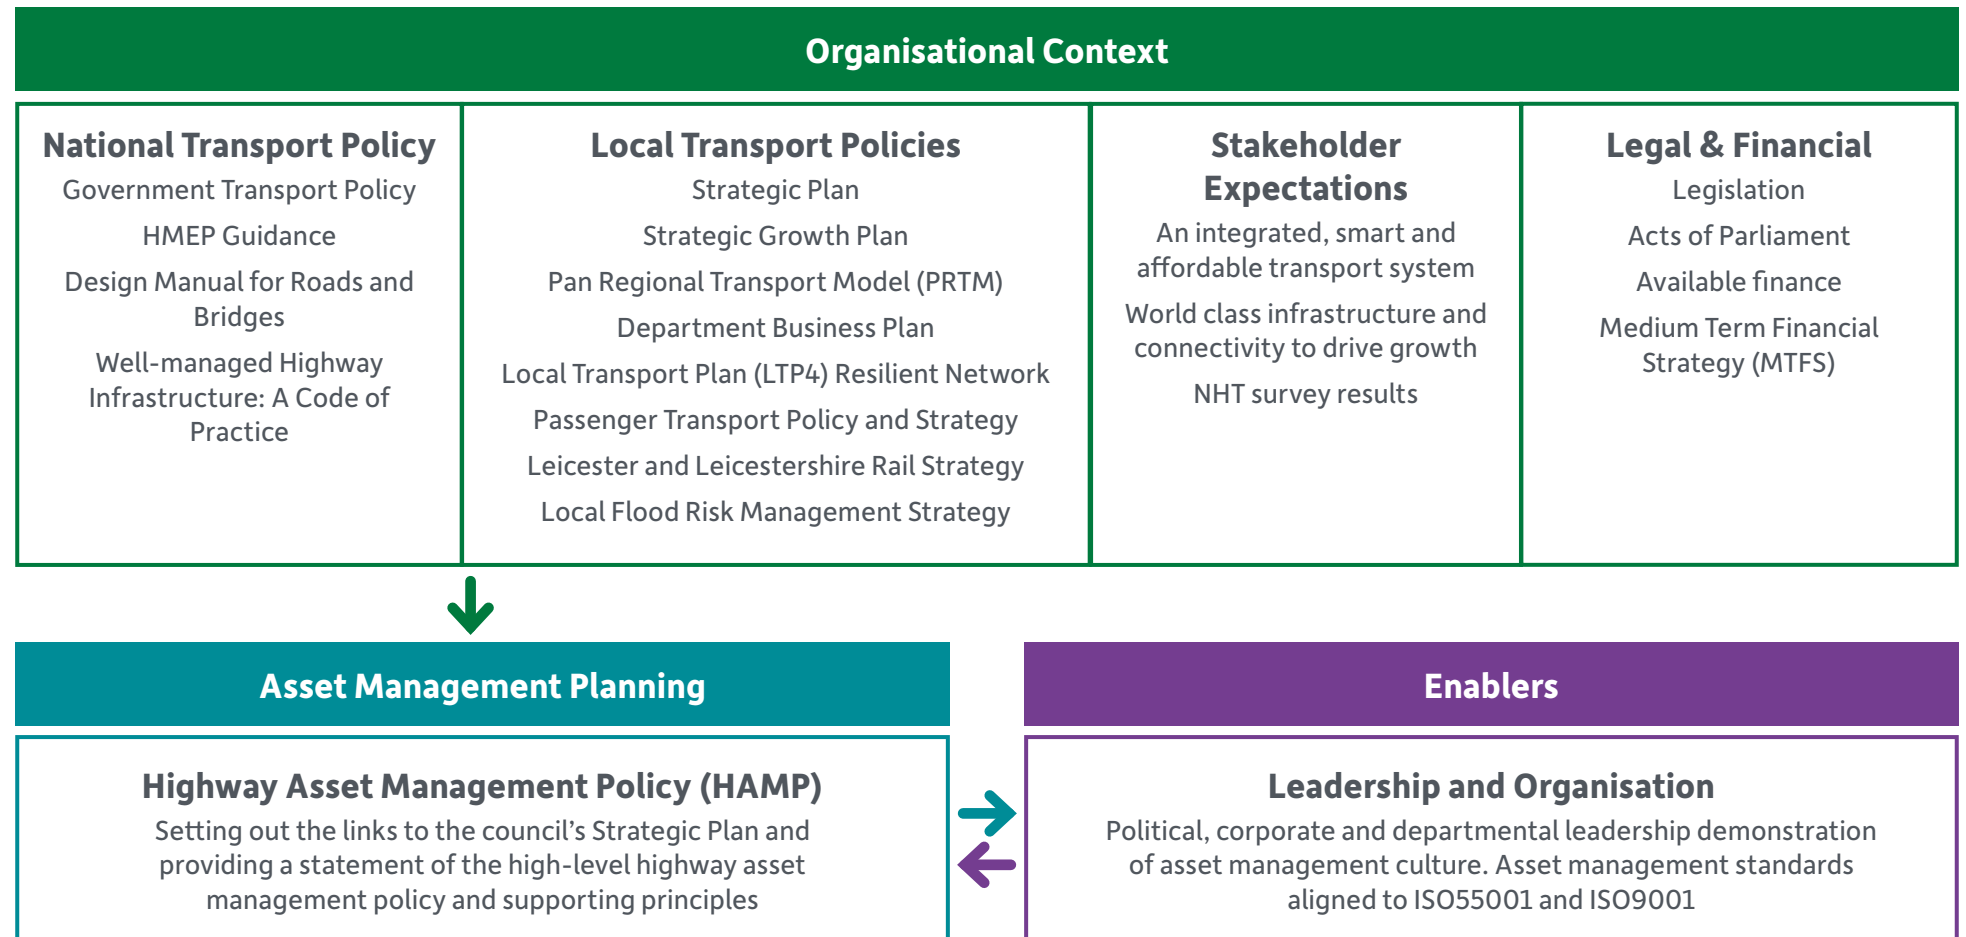 Organisational Context
National Transport Policy
Government Transport Policy
HMEP Guidance
Design Manual for Roads and
Bridges
Well-managed Highway
Infrastructure: A Code of
Practice
Local Transport Policies
Strategic Plan
Strategic Growth Plan
Pan Regional Transport Model (PRTM)
Department Business Plan
Local Transport Plan (LTP4) Resilient Network
Passenger Transport Policy and Strategy
Leicester and Leicestershire Rail Strategy
Local Flood Risk Management Strategy
Stakeholder
Expectations
An integrated, smart and
affordable transport system
World class infrastructure and
connectivity to drive growth
NHT survey results
Legal & Financial
Legislation
Acts of Parliament
Available finance
Medium Term Financial
Strategy (MTFS)
Asset Management Planning
Highway Asset Management Policy (HAMP)
Setting out the links to the council's Strategic Plan and
providing a statement of the high-level highway asset
management policy and supporting principles
Enablers
Leadership and Organisation
Political, corporate and departmental leadership demonstration
of asset management culture. Asset management standards
aligned to ISO55001 and ISO9001